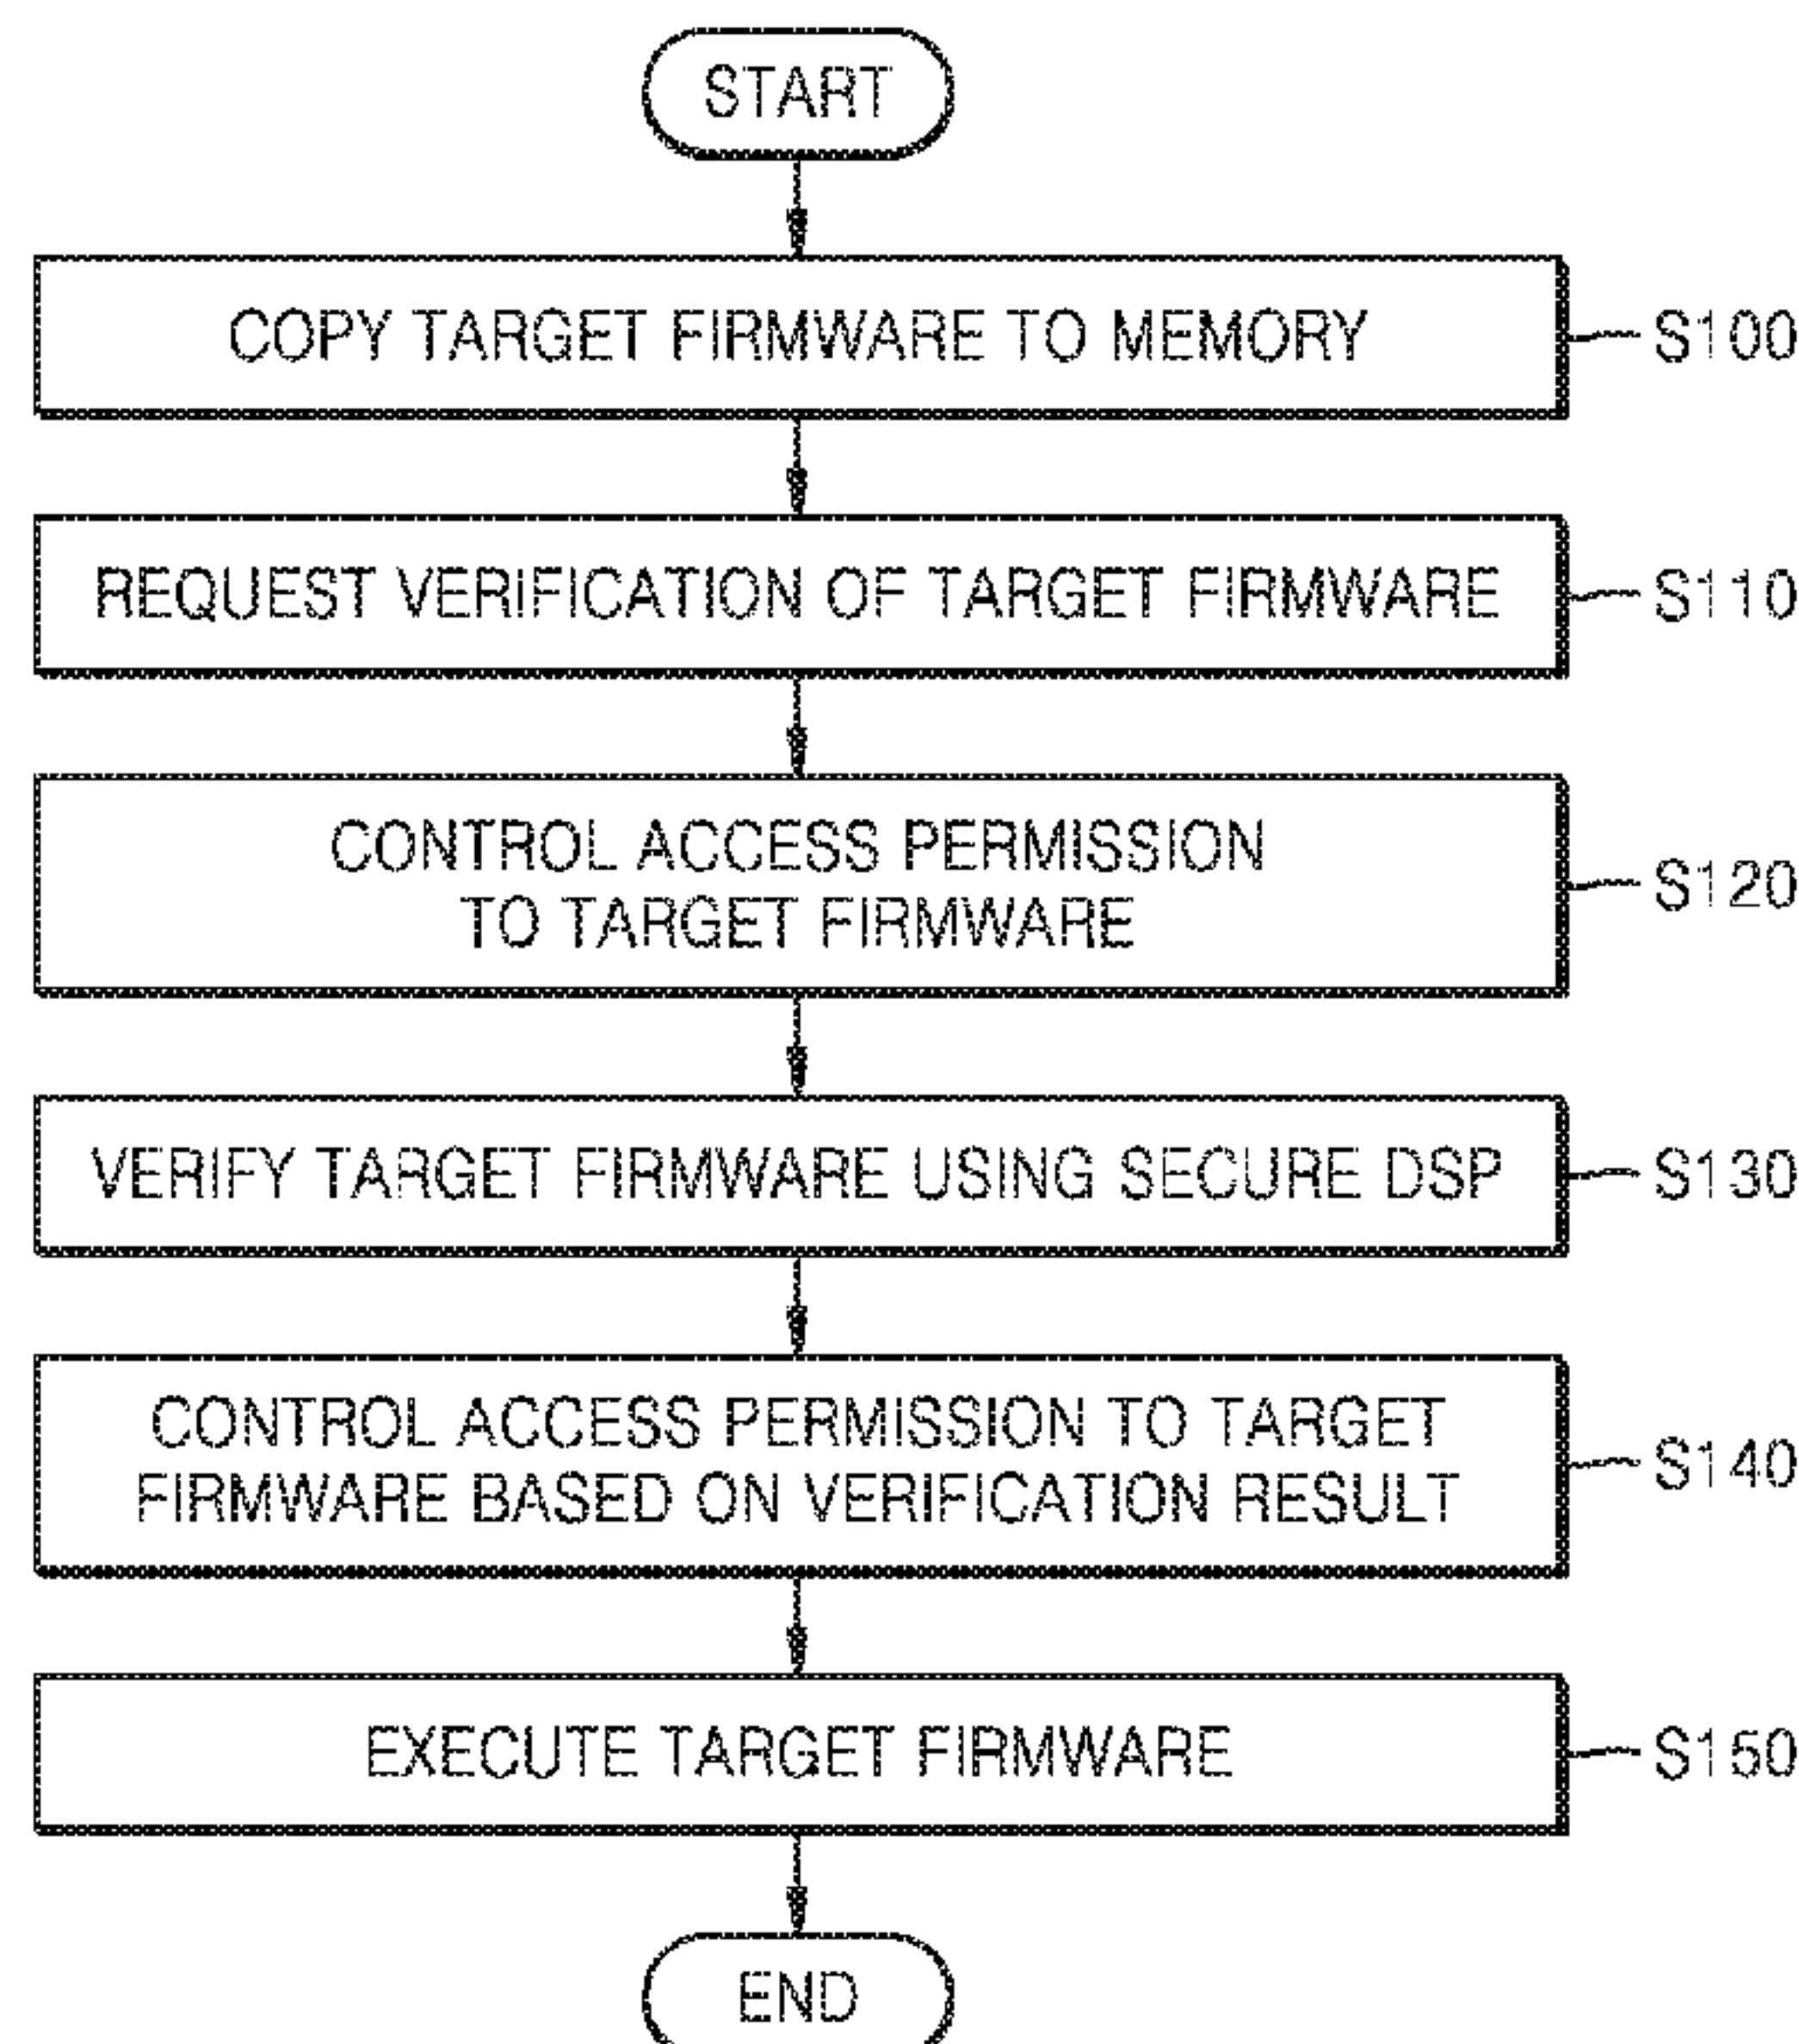 START
COPY TARGET FIRMWARE TO MEMORY
S100
REQUEST VERIFICATION OF TARGET FIRMWARE
S110
CONTROL ACCESS PERMISSION
TO TARGET FIRMWARE
S120
VERIFY TARGET FIRMWARE USING SECURE DSP
S130
CONTROL ACCESS PERMISSION TO TARGET
FIRMWARE BASED ON VERIFICATION RESULT
S140
EXECUTE TARGET FIRMWARE
S150
END